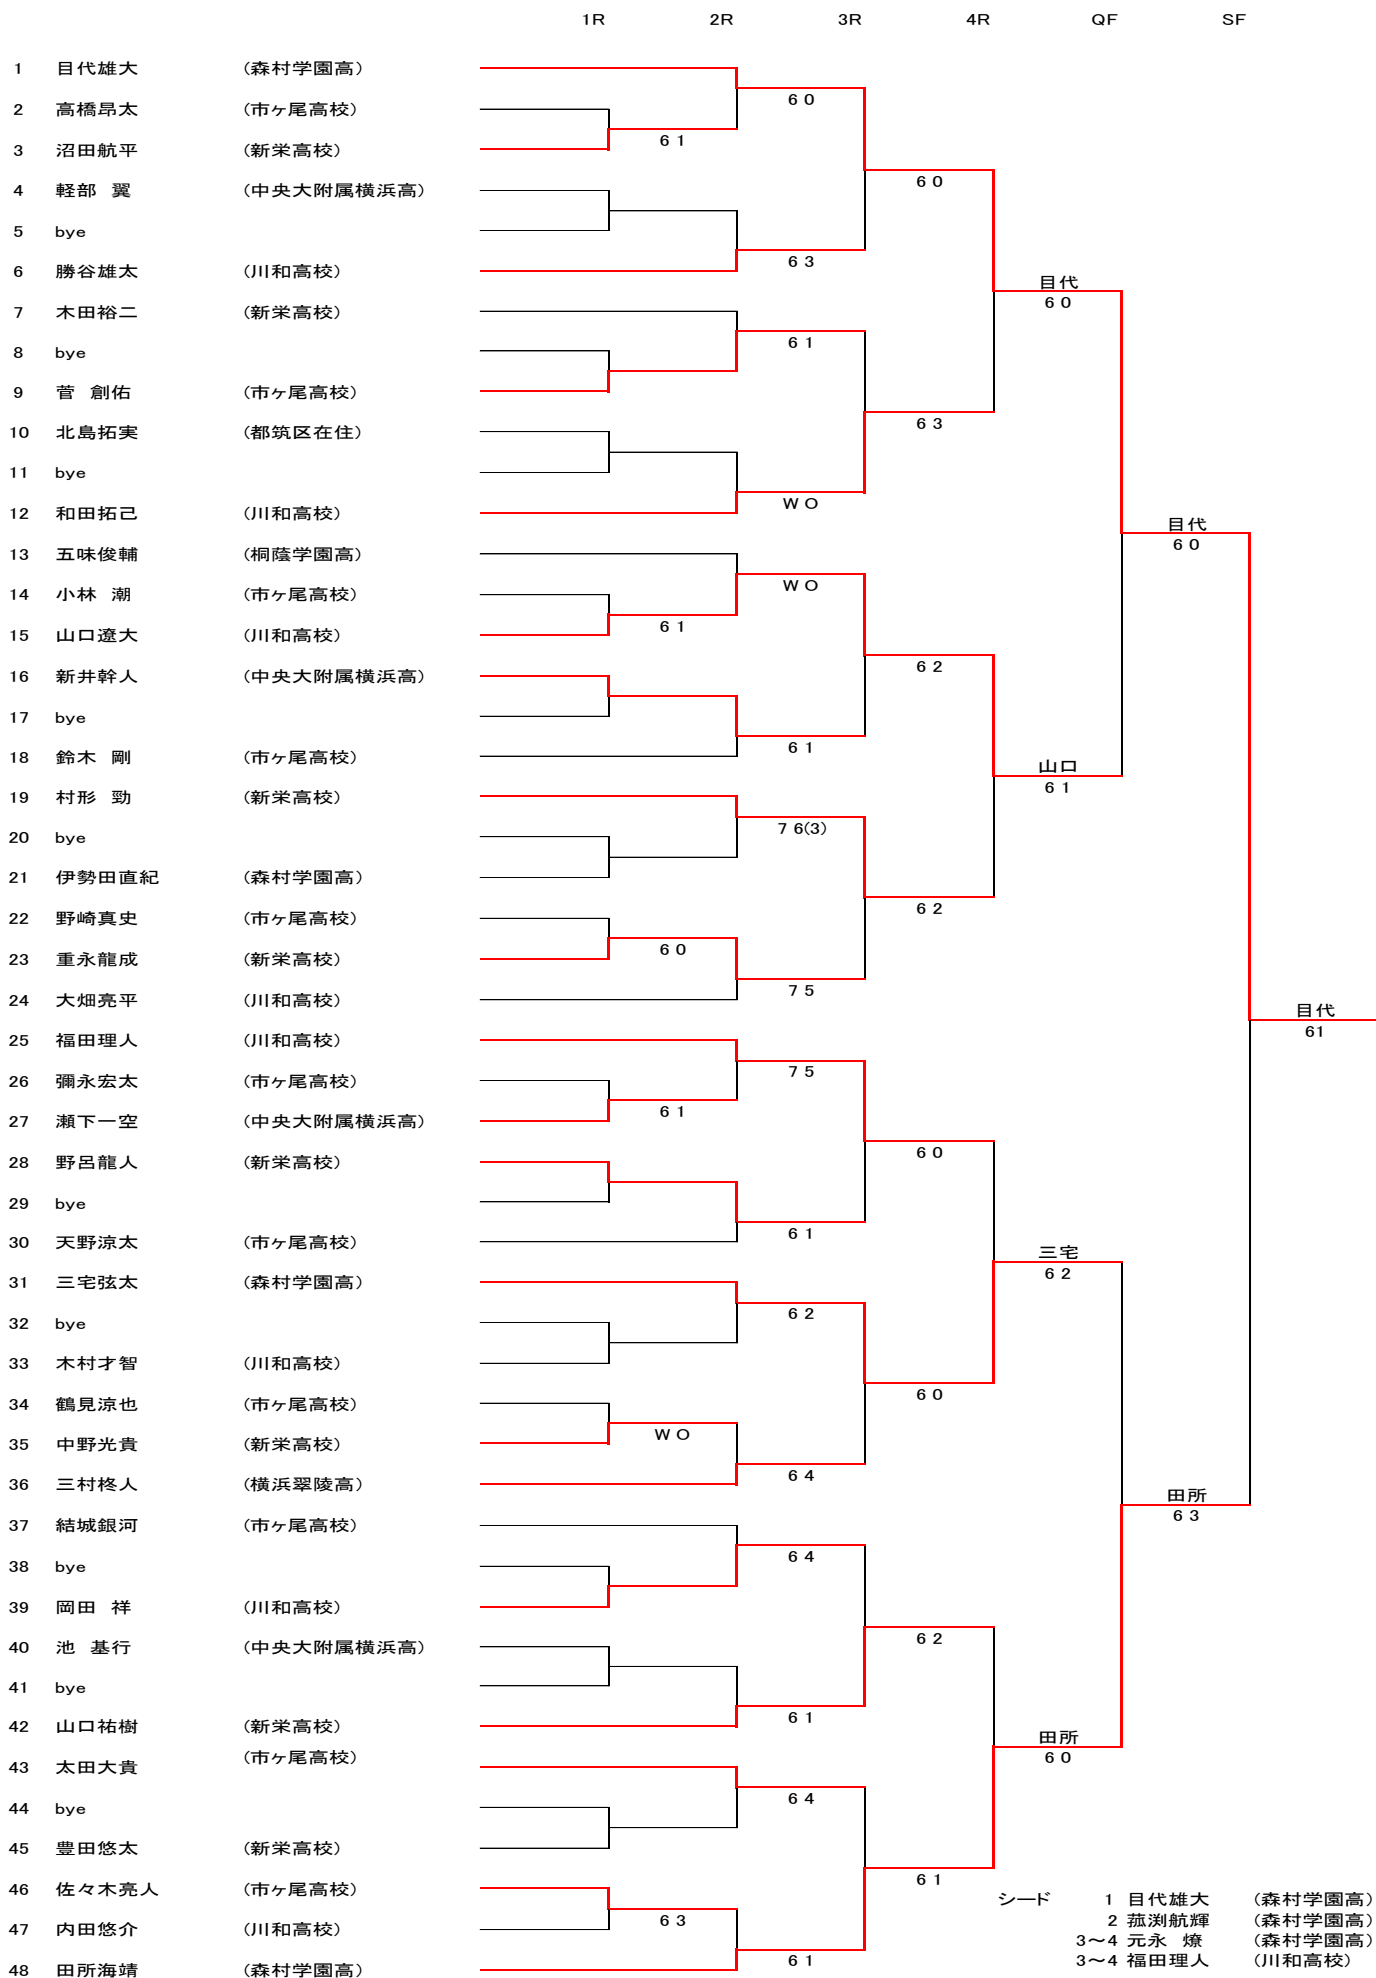 1R 2R 3R 4R QF SF
1 目代雄大 (森村学園高)
6 0
2 高橋昂太 (市ヶ尾高校)
6 1
3 沼田航平 (新栄高校)
6 0
4 軽部 翼 (中央大附属横浜高)
5 bye
6 3
6 勝谷雄太 (川和高校)
目代
6 0
7 木田裕二 (新栄高校)
6 1
8 bye
9 菅 創佑 (市ヶ尾高校)
6 3
10 北島拓実 (都筑区在住)
11 bye
W O
12 和田拓己 (川和高校)
目代
6 0
13 五味俊輔 (桐蔭学園高)
W O
14 小林 潮 (市ヶ尾高校)
6 1
15 山口遼大 (川和高校)
6 2
16 新井幹人 (中央大附属横浜高)
17 bye
6 1
18 鈴木 剛 (市ヶ尾高校)
山口
6 1
19 村形 勁 (新栄高校)
7 6(3)
20 bye
21 伊勢田直紀 (森村学園高)
6 2
22 野崎真史 (市ヶ尾高校)
6 0
23 重永龍成 (新栄高校)
7 5
24 大畑亮平 (川和高校)
目代
61
25 福田理人 (川和高校)
7 5
26 彌永宏太 (市ヶ尾高校)
6 1
27 瀬下一空 (中央大附属横浜高)
6 0
28 野呂龍人 (新栄高校)
29 bye
6 1
30 天野涼太 (市ヶ尾高校)
三宅
6 2
31 三宅弦太 (森村学園高)
6 2
32 bye
33 木村才智 (川和高校)
6 0
34 鶴見涼也 (市ヶ尾高校)
W O
35 中野光貴 (新栄高校)
6 4
36 三村柊人 (横浜翠陵高)
田所
6 3
37 結城銀河 (市ヶ尾高校)
6 4
38 bye
39 岡田 祥 (川和高校)
6 2
40 池 基行 (中央大附属横浜高)
41 bye
6 1
42 山口祐樹 (新栄高校)
田所
6 0
43 太田大貴 (市ヶ尾高校)
6 4
44 bye
45 豊田悠太 (新栄高校)
6 1
46 佐々木亮人 (市ヶ尾高校)
6 3
47 内田悠介 (川和高校)
6 1
48 田所海靖 (森村学園高)
シード 1 目代雄大 (森村学園高)
2 菰渕航輝 (森村学園高)
3～4 元永 燎 (森村学園高)
3～4 福田理人 (川和高校)